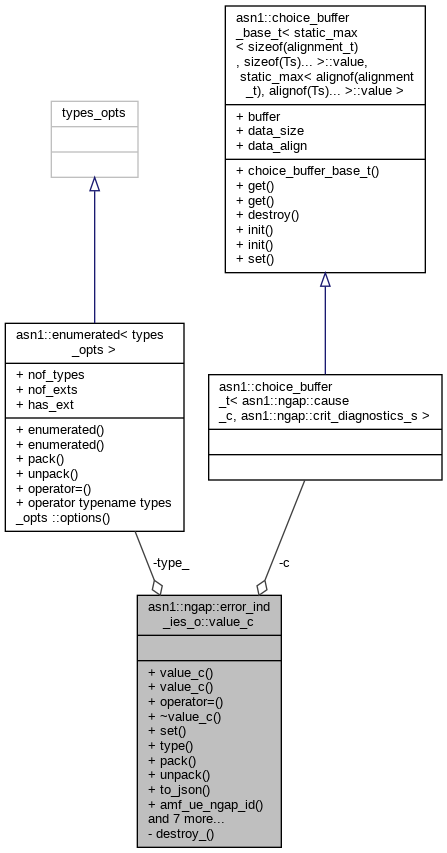 asn1::choice_buffer
_base_t< static_max
< sizeof(alignment_t)
, sizeof(Ts)... >::value,
static_max< alignof(alignment
_t), alignof(Ts)... >::value >
+ buffer
+ data_size
+ data_align
+ choice_buffer_base_t()
+ get()
+ get()
+ destroy()
+ init()
+ init()
+ set()
types_opts
asn1::enumerated< types
_opts >
+ nof_types
+ nof_exts
+ has_ext
+ enumerated()
+ enumerated()
+ pack()
+ unpack()
+ operator=()
+ operator typename types
_opts ::options()
asn1::choice_buffer
_t< asn1::ngap::cause
_c, asn1::ngap::crit_diagnostics_s >
-type_
-c
asn1::ngap::error_ind
_ies_o::value_c
+ value_c()
+ value_c()
+ operator=()
+ ~value_c()
+ set()
+ type()
+ pack()
+ unpack()
+ to_json()
+ amf_ue_ngap_id()
and 7 more...
- destroy_()